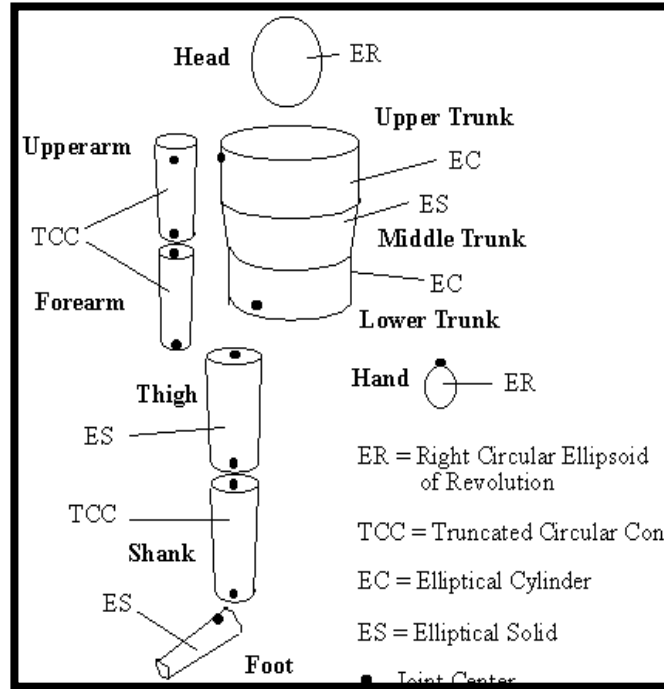 Head
ER
Upper Trunk
Upperarm
EC
ES
TCC
Middle Trunk
EC
Forearm
Lower Trunk
Hand
ER
Thigh
ES
ER = Right Circular Ellipsoid
of Revolution
TCC
TCC = Truncated Circular Con
Shank
EC = Elliptical Cylinder
ES
ES = Elliptical Solid
Foot
Joint Center